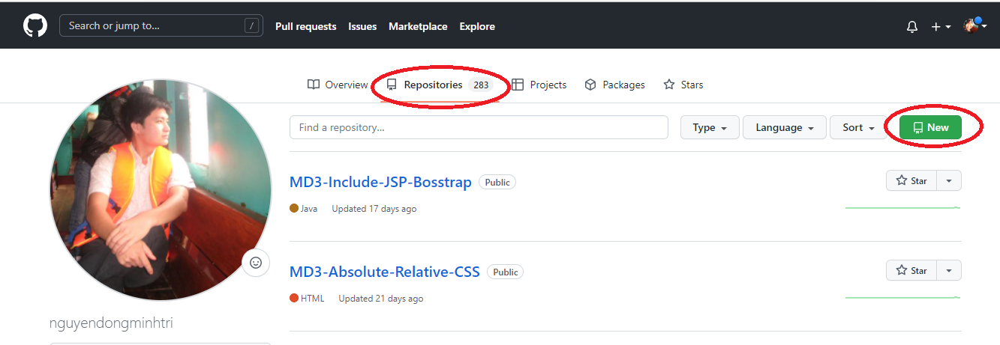 Search or jump to... / Pull requests Issues Marketplace Explore
Overview Repositories 283 Projects Packages Stars
Find a repository... Type Language Sort New
MD3-Include-JSP-Bosstrap Public Star
Java Updated 17 days ago
MD3-Absolute-Relative-CSS Public Star
HTML Updated 21 days ago
nguyendongminhtri